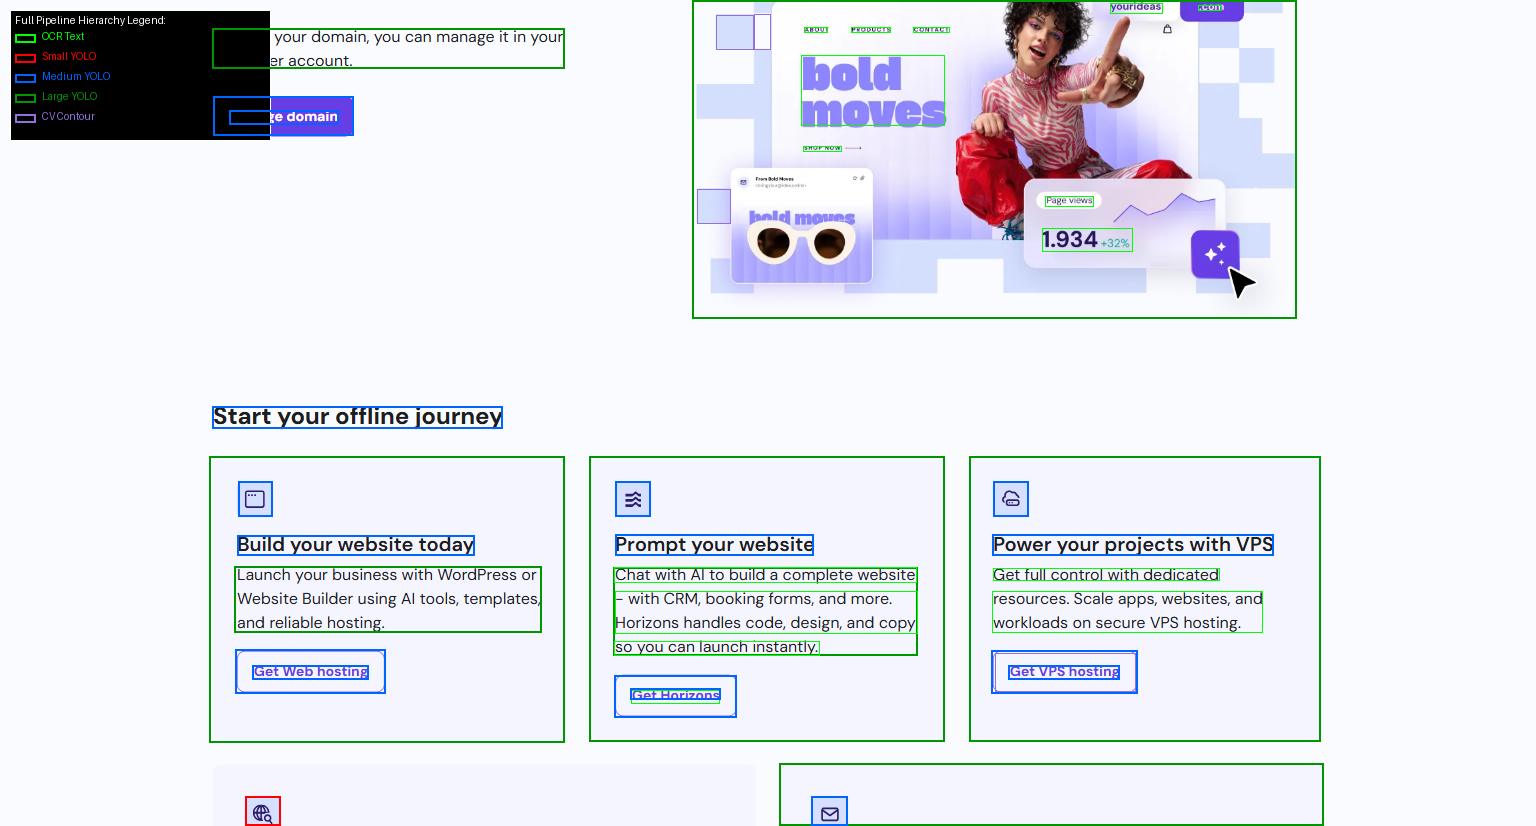 Full Pipeline Hierarchy Legend:
OCR Text
Small YOLO
Medium YOLO
Large YOLO
CV Contour
your domain, you can manage it in your
er account.
ge domain
yourideas
.com
ABOUT
PRODUCTS
CONTACT
bold
moves
SHOP NOW
From Bold Moves
bold moves
Page views
1.934 +32%
Start your offline journey
Build your website today
Launch your business with WordPress or
Website Builder using AI tools, templates,
and reliable hosting.
Get Web hosting
Prompt your website
Chat with AI to build a complete website
- with CRM, booking forms, and more.
Horizons handles code, design, and copy
so you can launch instantly.
Get Horizons
Power your projects with VPS
Get full control with dedicated
resources. Scale apps, websites, and
workloads on secure VPS hosting.
Get VPS hosting